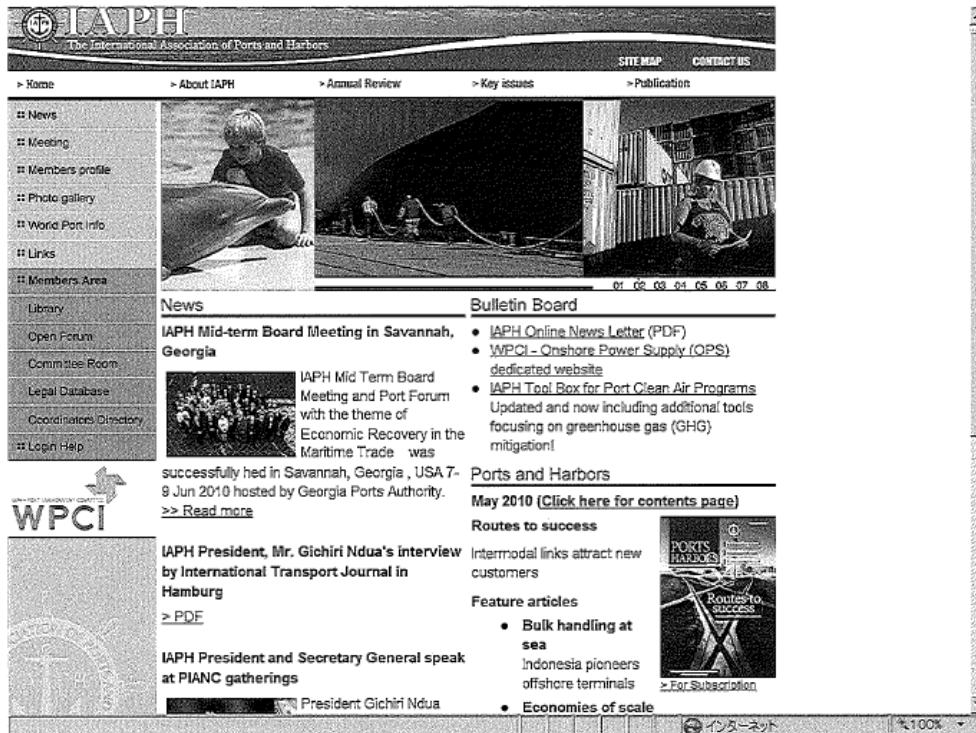 IAPH
The International Association of Ports and Harbors
SITE MAP CONTACT US
> Home > About IAPH > Annual Review > Key issues > Publication
News
Meeting
Members profile
Photo gallery
World Port Info
Links
Members Area
Library
Open Forum
Committee Room
Legal Database
Coordinators Directory
Login Help
WPCI
01 02 03 04 05 06 07 08
News
IAPH Mid-term Board Meeting in Savannah,
Georgia
IAPH Mid Term Board
Meeting and Port Forum
with the theme of
Economic Recovery in the
Maritime Trade was
successfully hed in Savannah, Georgia , USA 7-
9 Jun 2010 hosted by Georgia Ports Authority.
>> Read more
IAPH President, Mr. Gichiri Ndua's interview
by International Transport Journal in
Hamburg
> PDF
IAPH President and Secretary General speak
at PIANC gatherings
President Gichiri Ndua
Bulletin Board
● IAPH Online News Letter (PDF)
● WPCI - Onshore Power Supply (OPS)
dedicated website
● IAPH Tool Box for Port Clean Air Programs
Updated and now including additional tools
focusing on greenhouse gas (GHG)
mitigation!
Ports and Harbors
May 2010 (Click here for contents page)
Routes to success
Intermodal links attract new
customers
Feature articles
● Bulk handling at
sea
Indonesia pioneers
offshore terminals
● Economies of scale
PORTS
HARBORS
Routes to
success
> For Subscription
インターネット
100%